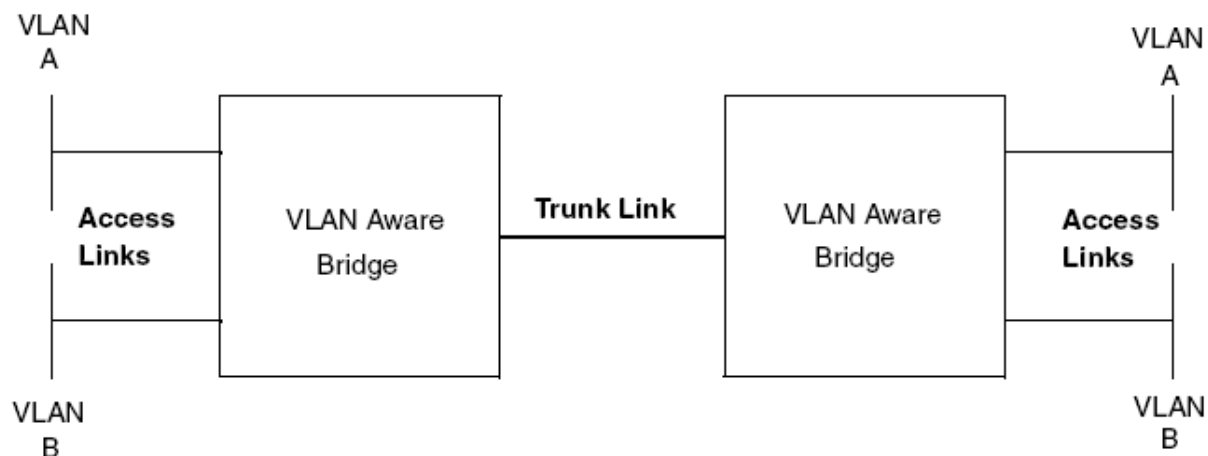 VLAN
A
VLAN
A
Access
Links
VLAN Aware
Bridge
Trunk Link
VLAN Aware
Bridge
Access
Links
VLAN
B
VLAN
B